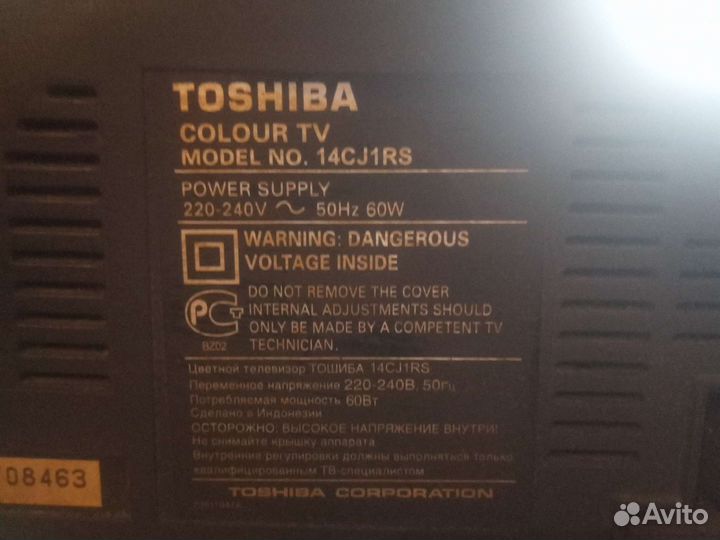 TOSHIBA
COLOUR TV
MODEL NO. 14CJ1RS
POWER SUPPLY
220-240V ~ 50Hz 60W
WARNING: DANGEROUS
VOLTAGE INSIDE
DO NOT REMOVE THE COVER
INTERNAL ADJUSTMENTS SHOULD
ONLY BE MADE BY A COMPETENT TV
TECHNICIAN.
РСТ
BZ02
Цветной телевизор ТОШИБА 14CJ1RS
Переменное напряжение 220-240В, 50Гц
Потребляемая мощность 60Вт
Сделано в Индонезии
ОСТОРОЖНО: ВЫСОКОЕ НАПРЯЖЕНИЕ ВНУТРИ!
Не снимайте крышку аппарата
Внутренние регулировки должны выполняться только
квалифицированным ТВ-специалистом
08463
TOSHIBA CORPORATION
Avito